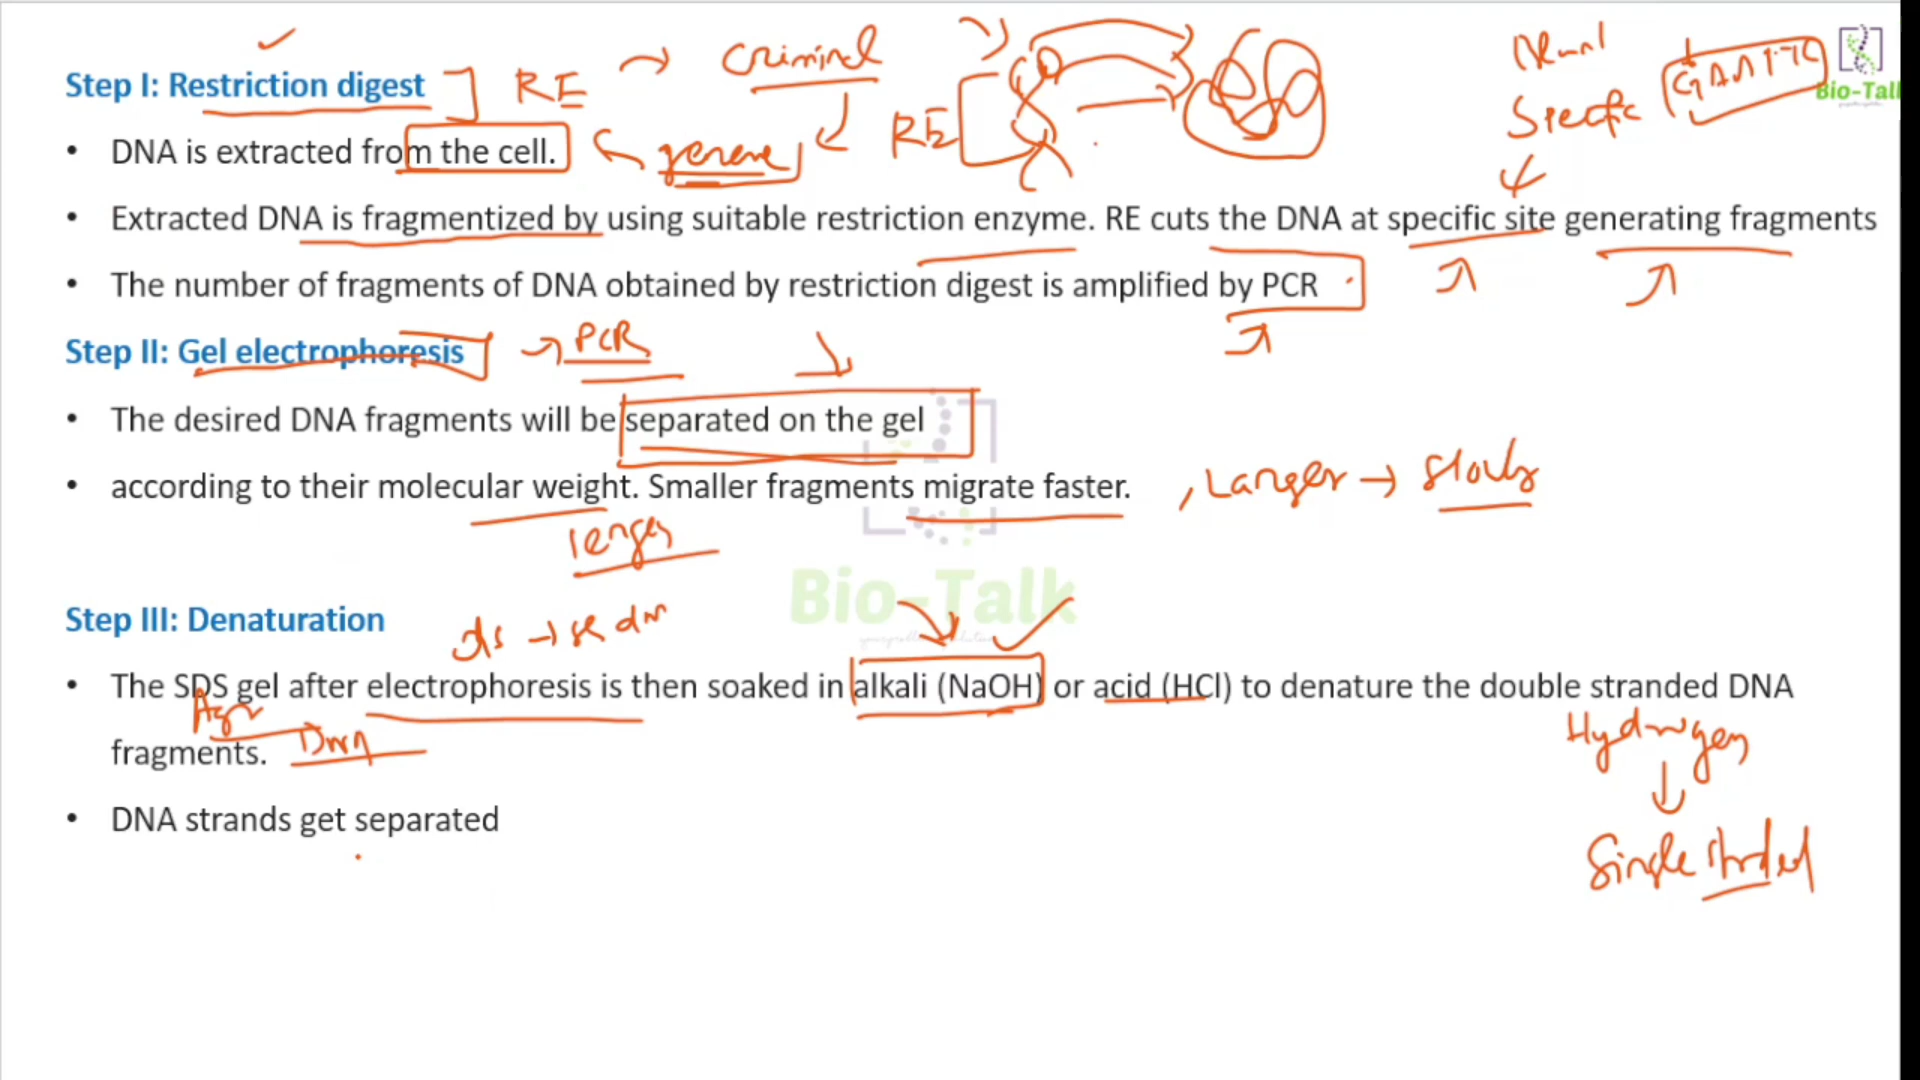 Step I: Restriction digest RE → criminal
RE
Specific GAATTC
Bio-Talk
• DNA is extracted from the cell.
• Extracted DNA is fragmentized by using suitable restriction enzyme. RE cuts the DNA at specific site generating fragments
• The number of fragments of DNA obtained by restriction digest is amplified by PCR
Step II: Gel electrophoresis → PCR
• The desired DNA fragments will be separated on the gel
• according to their molecular weight. Smaller fragments migrate faster. , Larger → slowly
Bio-Talk
Step III: Denaturation
• The SDS gel after electrophoresis is then soaked in alkali (NaOH) or acid (HCl) to denature the double stranded DNA
fragments. DNA
Hydrogen
• DNA strands get separated
Single stranded